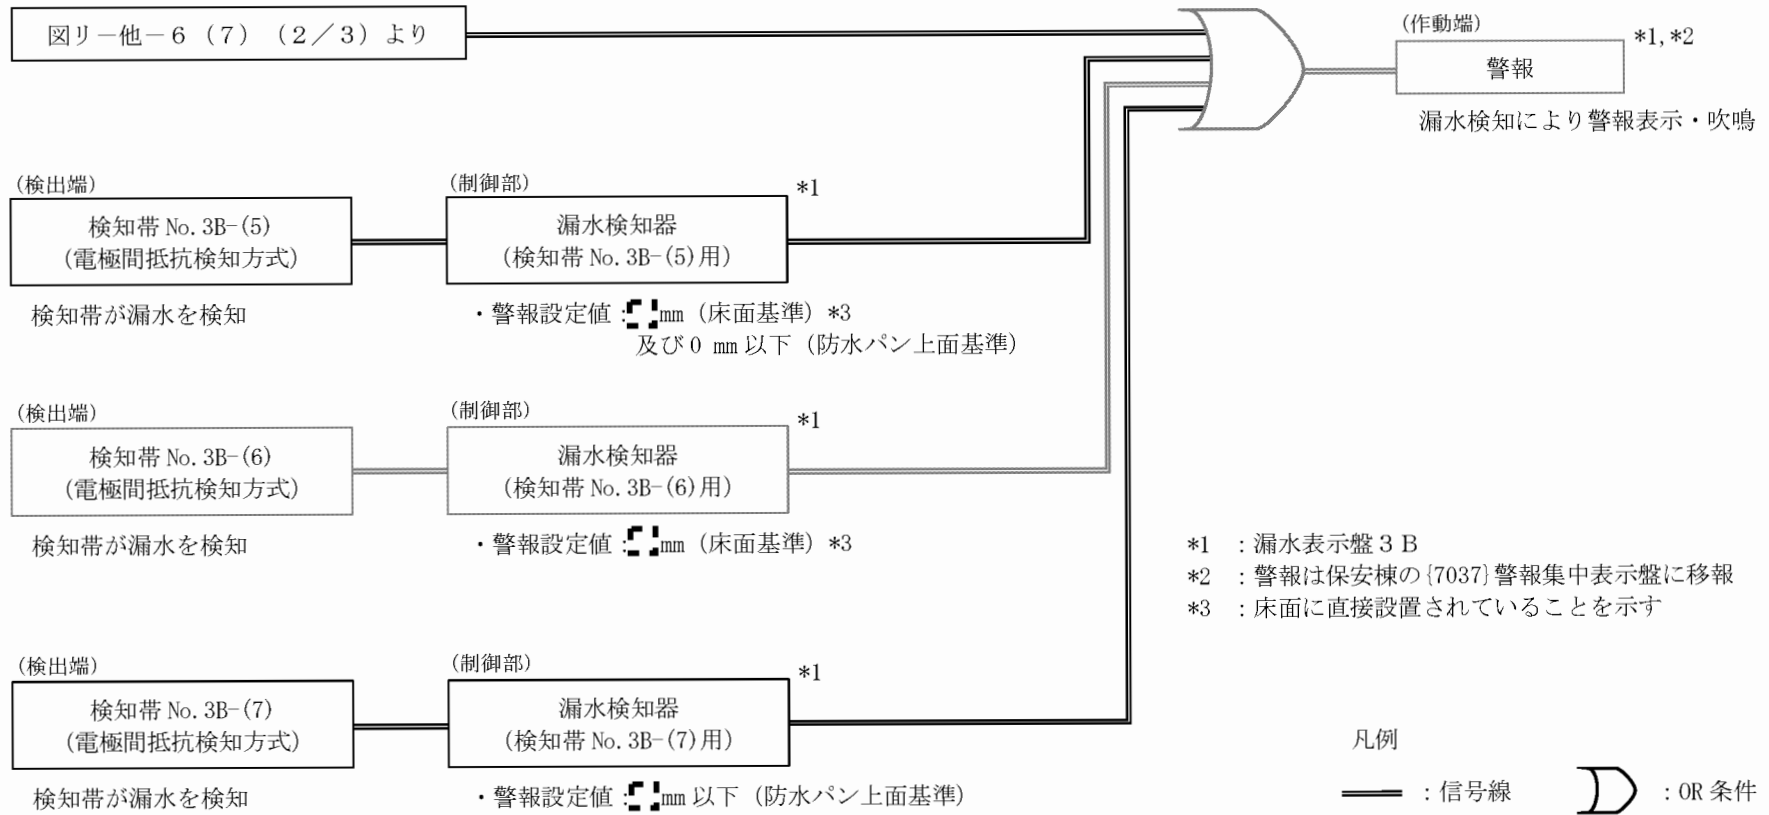 図リ－他－6（7）（2／3）より
(作動端)
*1,*2
警報
漏水検知により警報表示・吹鳴
(検出端)
検知帯 No.3B-(5)
(電極間抵抗検知方式)
検知帯が漏水を検知
(制御部)
*1
漏水検知器
(検知帯 No.3B-(5)用)
・警報設定値：mm（床面基準）*3
及び 0 mm 以下（防水パン上面基準）
(検出端)
検知帯 No.3B-(6)
(電極間抵抗検知方式)
検知帯が漏水を検知
(制御部)
*1
漏水検知器
(検知帯 No.3B-(6)用)
・警報設定値：mm（床面基準）*3
*1 ：漏水表示盤３Ｂ
*2 ：警報は保安棟の{7037}警報集中表示盤に移報
*3 ：床面に直接設置されていることを示す
(検出端)
検知帯 No.3B-(7)
(電極間抵抗検知方式)
検知帯が漏水を検知
(制御部)
*1
漏水検知器
(検知帯 No.3B-(7)用)
・警報設定値：mm 以下（防水パン上面基準）
凡例
：信号線
：OR 条件